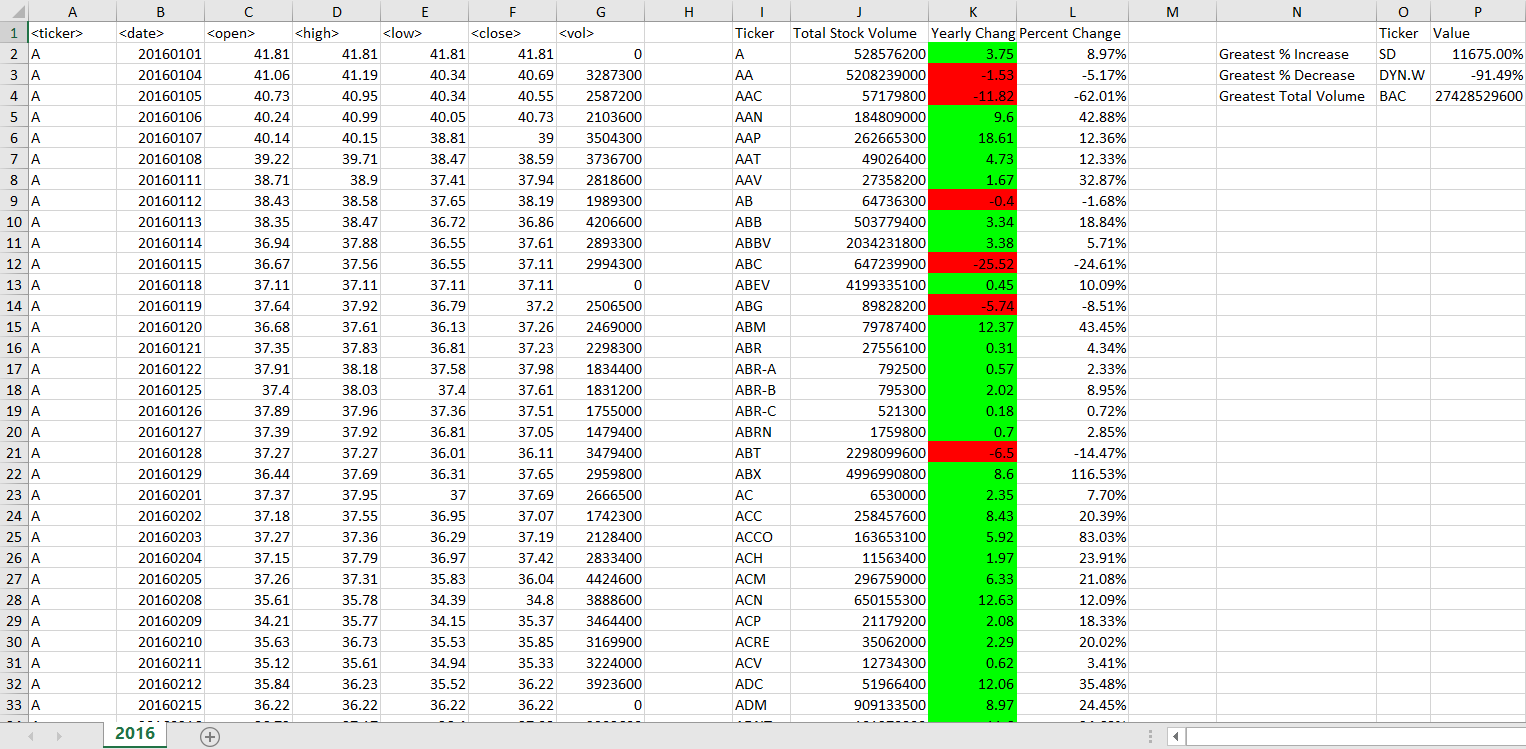 A B C D E F G H I J K L M N O P
1 <ticker> <date> <open> <high> <low> <close> <vol> Ticker Total Stock Volume Yearly Chang Percent Change Ticker Value
2 A 20160101 41.81 41.81 41.81 41.81 0 A 528576200 3.75 8.97% Greatest % Increase SD 11675.00%
3 A 20160104 41.06 41.19 40.34 40.69 3287300 AA 5208239000 -1.53 -5.17% Greatest % Decrease DYN.W -91.49%
4 A 20160105 40.73 40.95 40.34 40.55 2587200 AAC 57179800 -11.82 -62.01% Greatest Total Volume BAC 27428529600
5 A 20160106 40.24 40.99 40.05 40.73 2103600 AAN 184809000 9.6 42.88%
6 A 20160107 40.14 40.15 38.81 39 3504300 AAP 262665300 18.61 12.36%
7 A 20160108 39.22 39.71 38.47 38.59 3736700 AAT 49026400 4.73 12.33%
8 A 20160111 38.71 38.9 37.41 37.94 2818600 AAV 27358200 1.67 32.87%
9 A 20160112 38.43 38.58 37.65 38.19 1989300 AB 64736300 -0.4 -1.68%
10 A 20160113 38.35 38.47 36.72 36.86 4206600 ABB 503779400 3.34 18.84%
11 A 20160114 36.94 37.88 36.55 37.61 2893300 ABBV 2034231800 3.38 5.71%
12 A 20160115 36.67 37.56 36.55 37.11 2994300 ABC 647239900 -25.52 -24.61%
13 A 20160118 37.11 37.11 37.11 37.11 0 ABEV 4199335100 0.45 10.09%
14 A 20160119 37.64 37.92 36.79 37.2 2506500 ABG 89828200 -5.74 -8.51%
15 A 20160120 36.68 37.61 36.13 37.26 2469000 ABM 79787400 12.37 43.45%
16 A 20160121 37.35 37.83 36.81 37.23 2298300 ABR 27556100 0.31 4.34%
17 A 20160122 37.91 38.18 37.58 37.98 1834400 ABR-A 792500 0.57 2.33%
18 A 20160125 37.4 38.03 37.4 37.61 1831200 ABR-B 795300 2.02 8.95%
19 A 20160126 37.89 37.96 37.36 37.51 1755000 ABR-C 521300 0.18 0.72%
20 A 20160127 37.39 37.92 36.81 37.05 1479400 ABRN 1759800 0.7 2.85%
21 A 20160128 37.27 37.27 36.01 36.11 3479400 ABT 2298099600 -6.5 -14.47%
22 A 20160129 36.44 37.69 36.31 37.65 2959800 ABX 4996990800 8.6 116.53%
23 A 20160201 37.37 37.95 37 37.69 2666500 AC 6530000 2.35 7.70%
24 A 20160202 37.18 37.55 36.95 37.07 1742300 ACC 258457600 8.43 20.39%
25 A 20160203 37.27 37.36 36.29 37.19 2128400 ACCO 163653100 5.92 83.03%
26 A 20160204 37.15 37.79 36.97 37.42 2833400 ACH 11563400 1.97 23.91%
27 A 20160205 37.26 37.31 35.83 36.04 4424600 ACM 296759000 6.33 21.08%
28 A 20160208 35.61 35.78 34.39 34.8 3888600 ACN 650155300 12.63 12.09%
29 A 20160209 34.21 35.77 34.15 35.37 3464400 ACP 21179200 2.08 18.33%
30 A 20160210 35.63 36.73 35.53 35.85 3169900 ACRE 35062000 2.29 20.02%
31 A 20160211 35.12 35.61 34.94 35.33 3224000 ACV 12734300 0.62 3.41%
32 A 20160212 35.84 36.23 35.52 36.22 3923600 ADC 51966400 12.06 35.48%
33 A 20160215 36.22 36.22 36.22 36.22 0 ADM 909133500 8.97 24.45%
2016